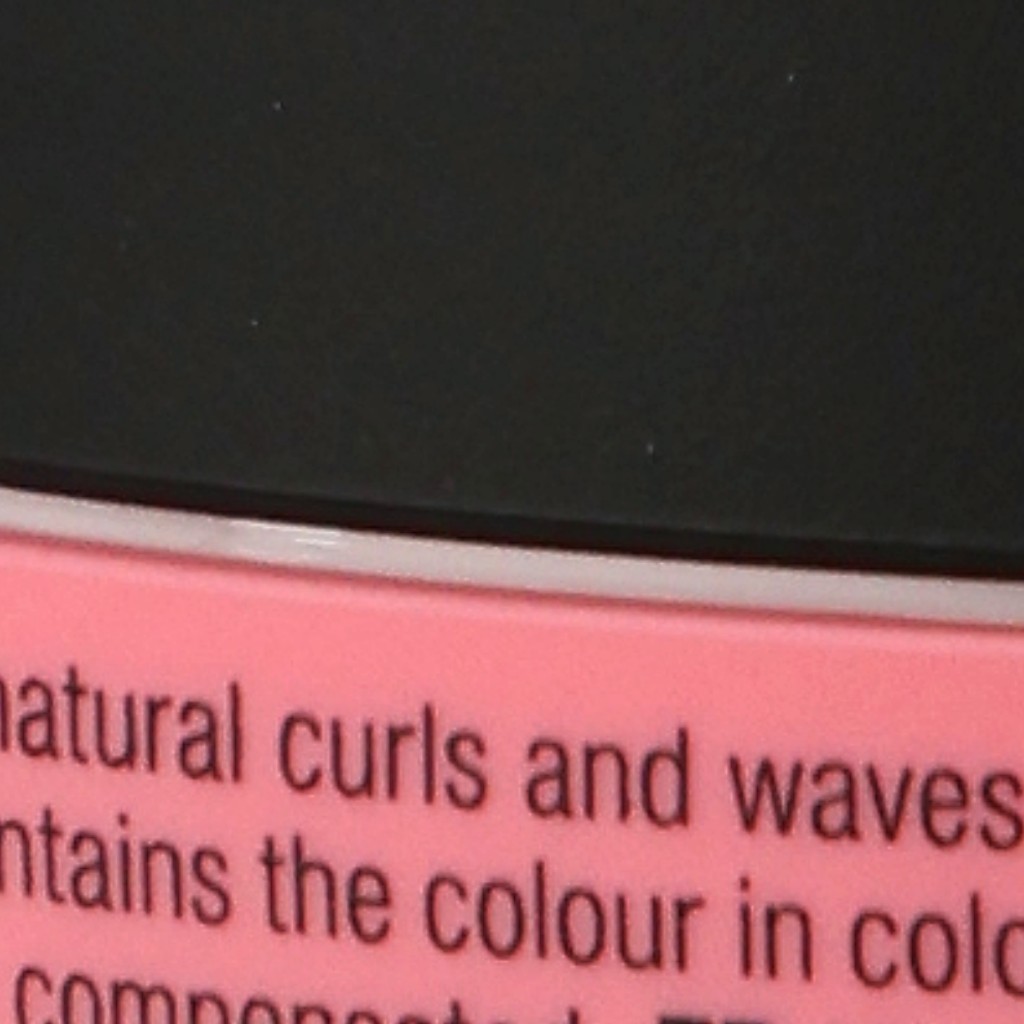 natural curls and waves
ntains the colour in colo